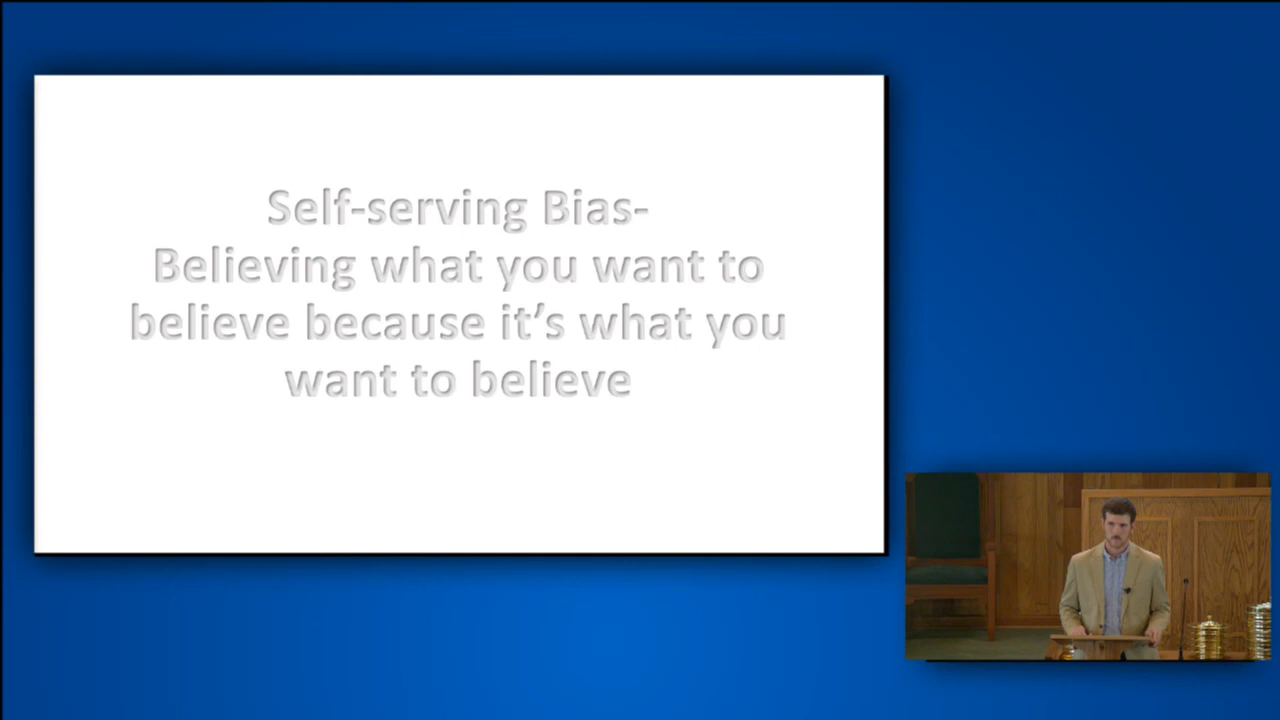 Self-serving Bias-
Believing what you want to
believe because it’s what you
want to believe